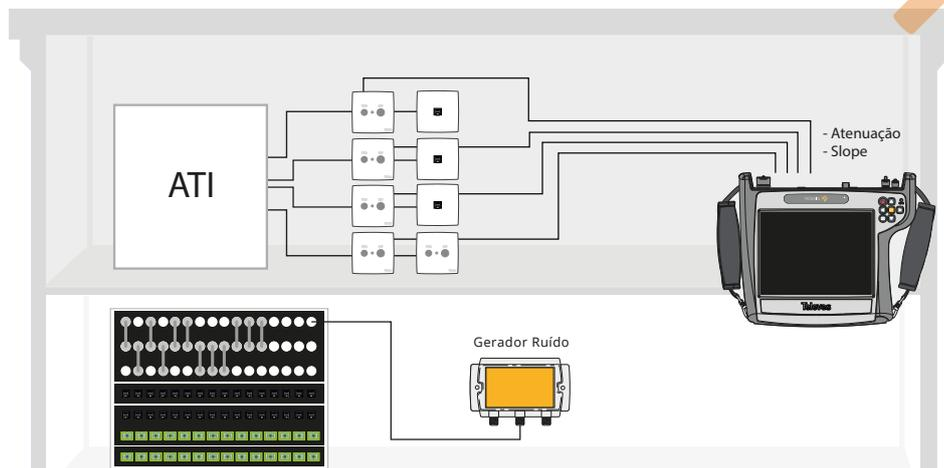 - Atenuação
- Slope
ATI
Televes
Gerador Ruído